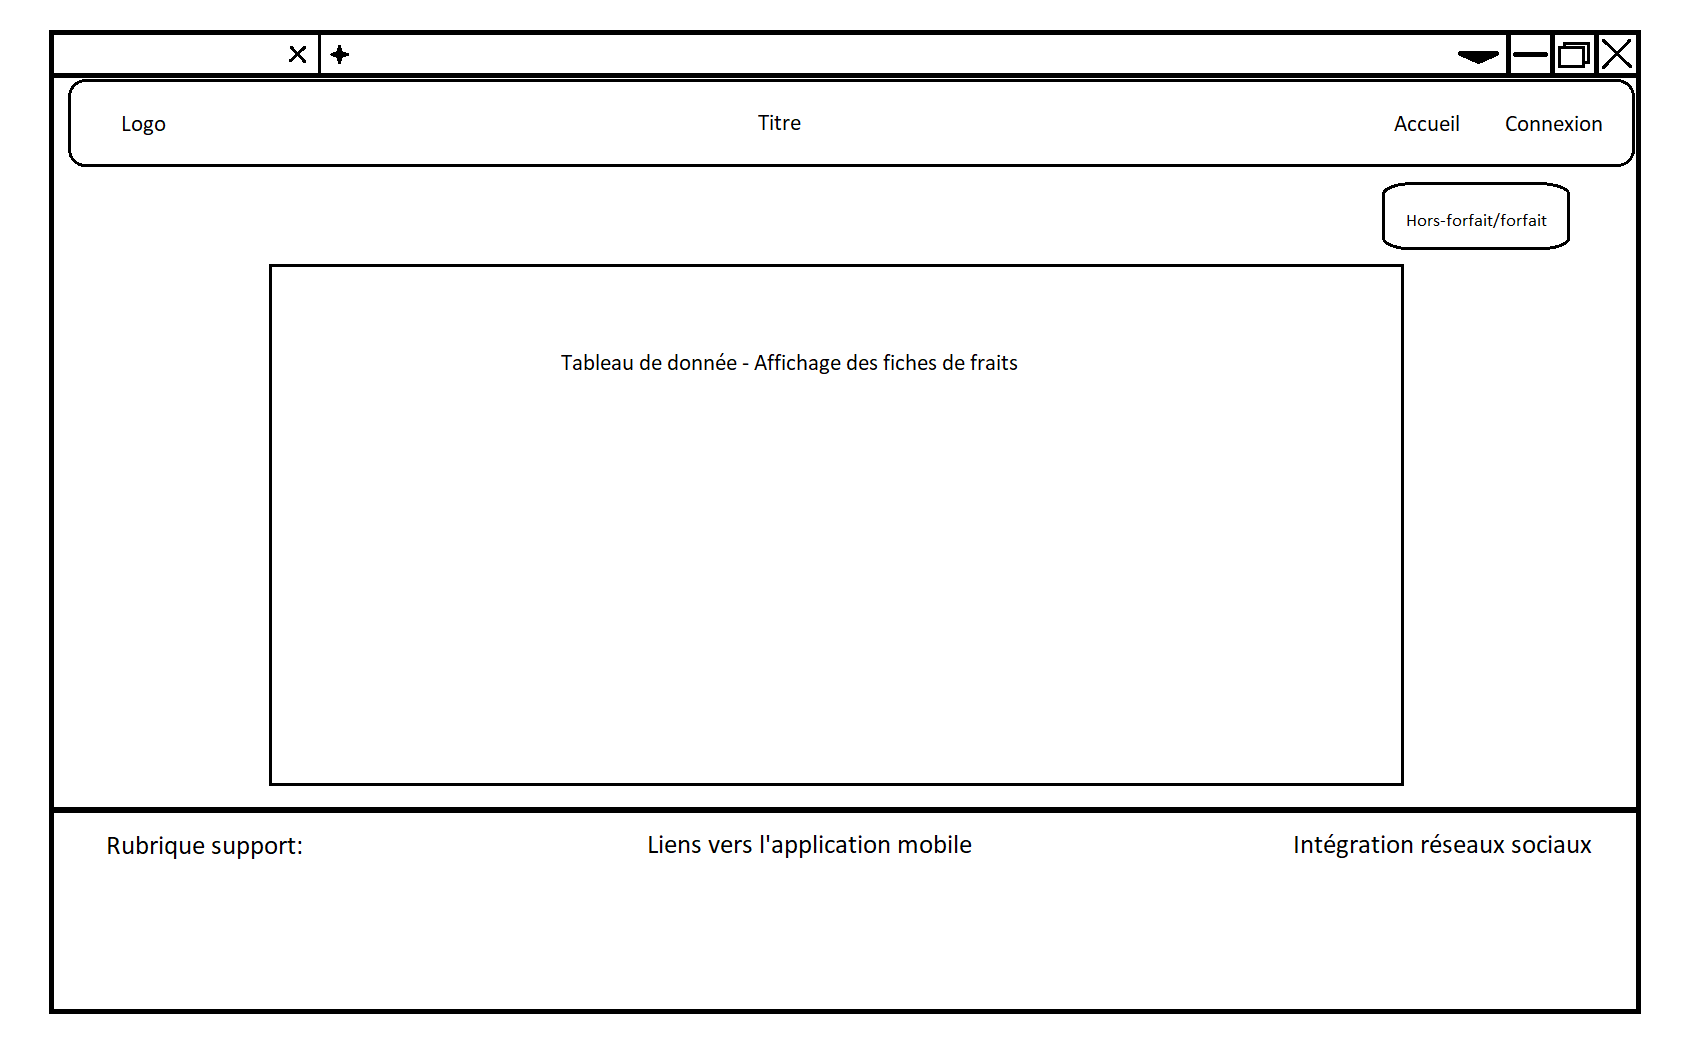 Logo
Titre
Accueil
Connexion
Hors-forfait/forfait
Tableau de donnée - Affichage des fiches de fraits
Rubrique support:
Liens vers l'application mobile
Intégration réseaux sociaux